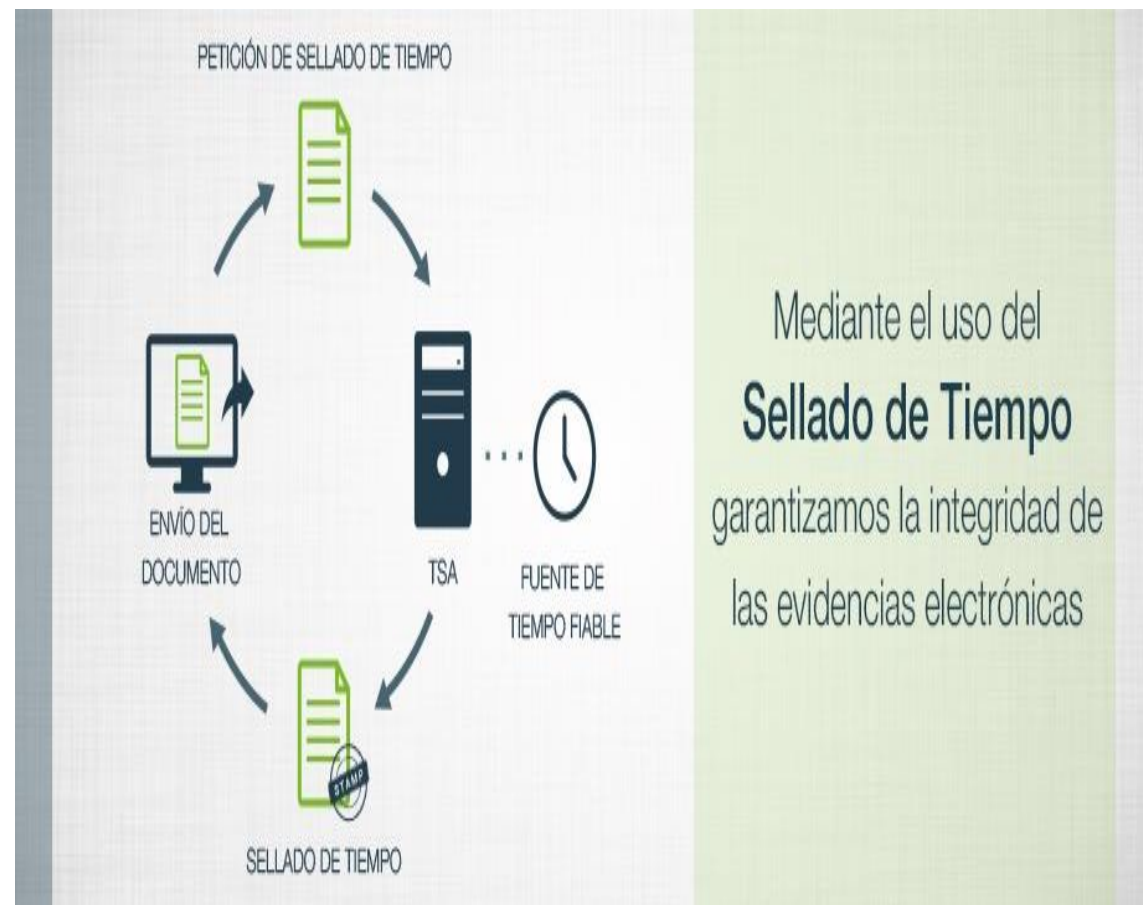 PETICIÓN DE SELLADO DE TIEMPO
ENVÍO DEL
DOCUMENTO
TSA
FUENTE DE
TIEMPO FIABLE
STAMP
SELLADO DE TIEMPO
Mediante el uso del
Sellado de Tiempo
garantizamos la integridad de
las evidencias electrónicas